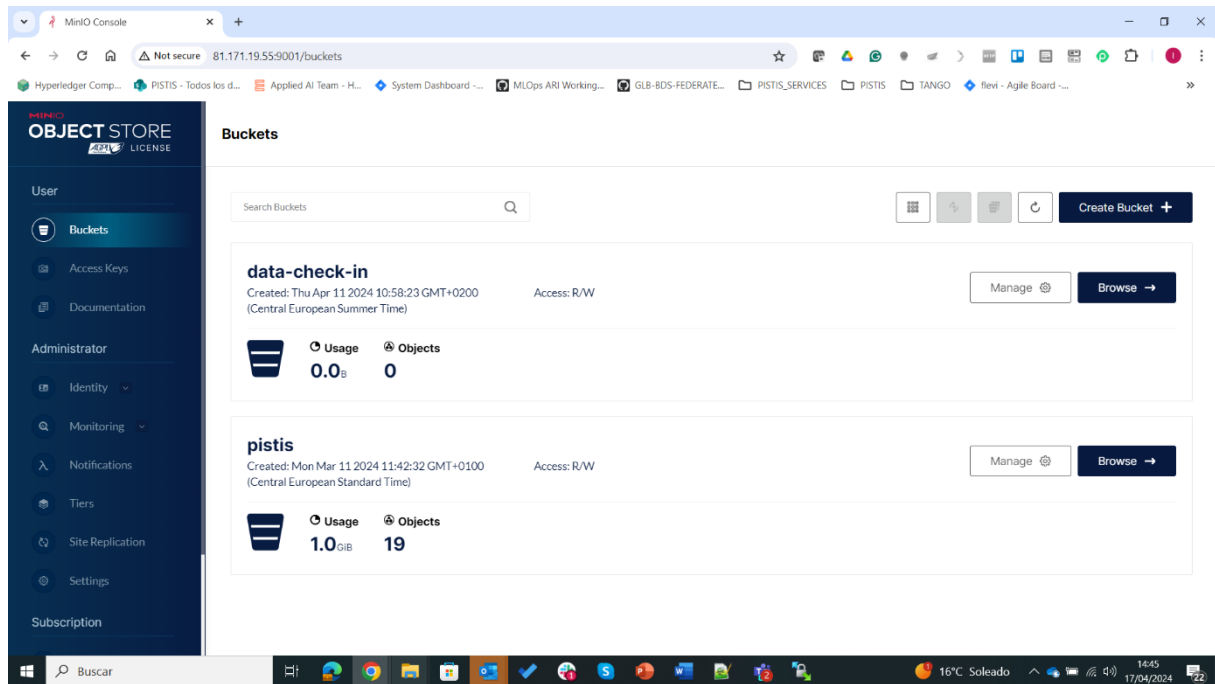 MinIO Console
Not secure 81.171.19.55:9001/buckets
Hyperledger Comp... PISTIS - Todos los d... Applied AI Team - H... System Dashboard -... MLOps ARI Working... GLB-BDS-FEDERATE... PISTIS_SERVICES PISTIS TANGO flevi - Agile Board -...
MINIO
OBJECT STORE
LICENSE
Buckets
User
Buckets
Access Keys
Documentation
Administrator
Identity
Monitoring
Notifications
Tiers
Site Replication
Settings
Subscription
Search Buckets
Create Bucket
data-check-in
Created: Thu Apr 11 2024 10:58:23 GMT+0200
(Central European Summer Time)
Access: R/W
Manage
Browse
Usage Objects
0.0B 0
pistis
Created: Mon Mar 11 2024 11:42:32 GMT+0100
(Central European Standard Time)
Access: R/W
Manage
Browse
Usage Objects
1.0GiB 19
Buscar
16°C Soleado
14:45
17/04/2024
22